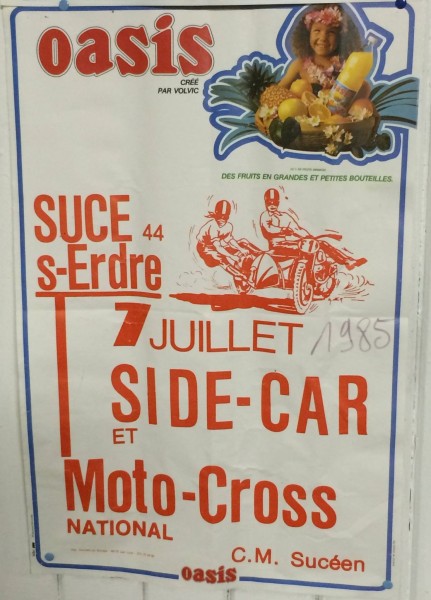 oasis
CRÉÉ
PAR VOLVIC
DES FRUITS EN GRANDES ET PETITES BOUTEILLES.
SUCE 44
s-Erdre
7 JUILLET 1985
SIDE-CAR
ET
Moto-Cross
NATIONAL
C.M. Sucéen
oasis